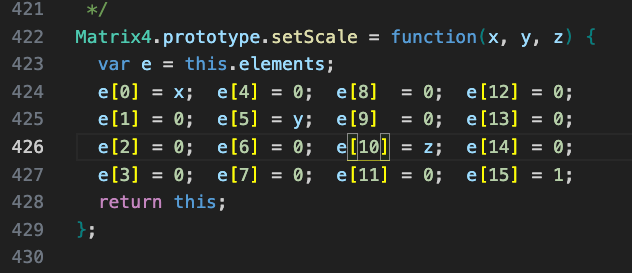 421    */
422  Matrix4.prototype.setScale = function(x, y, z) {
423    var e = this.elements;
424    e[0] = x;  e[4] = 0;  e[8]  = 0;  e[12] = 0;
425    e[1] = 0;  e[5] = y;  e[9]  = 0;  e[13] = 0;
426    e[2] = 0;  e[6] = 0;  e[10] = z;  e[14] = 0;
427    e[3] = 0;  e[7] = 0;  e[11] = 0;  e[15] = 1;
428    return this;
429  };
430